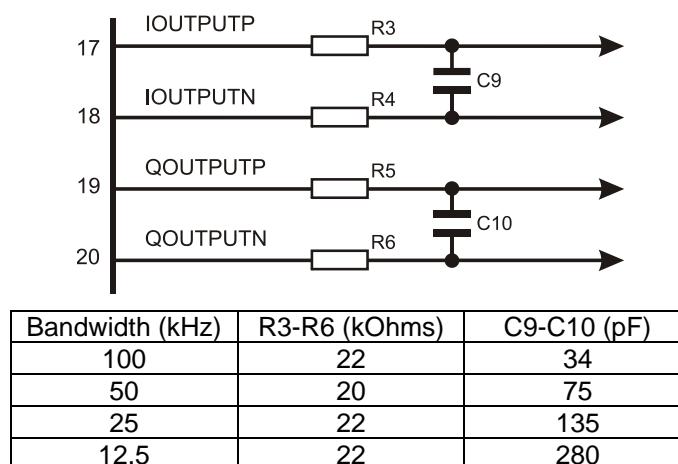 IOUTPUTP
R3
17
C9
IOUTPUTN
R4
18
QOUTPUTP
R5
19
C10
QOUTPUTN
R6
20
Bandwidth (kHz) R3-R6 (kOhms) C9-C10 (pF)
100 22 34
50 20 75
25 22 135
12.5 22 280